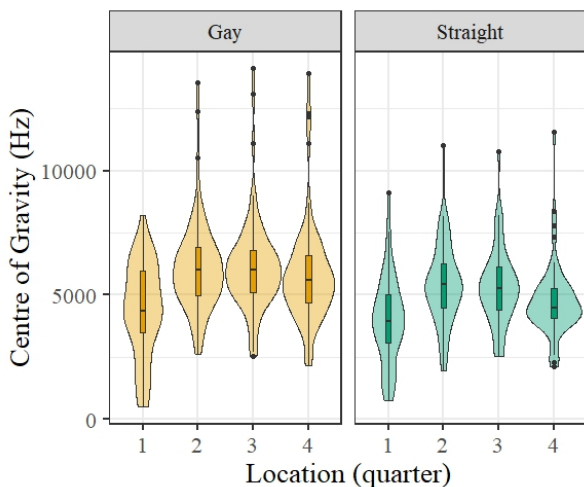 Gay Straight
Centre of Gravity (Hz)
10000
5000
0
1 2 3 4 1 2 3 4
Location (quarter)